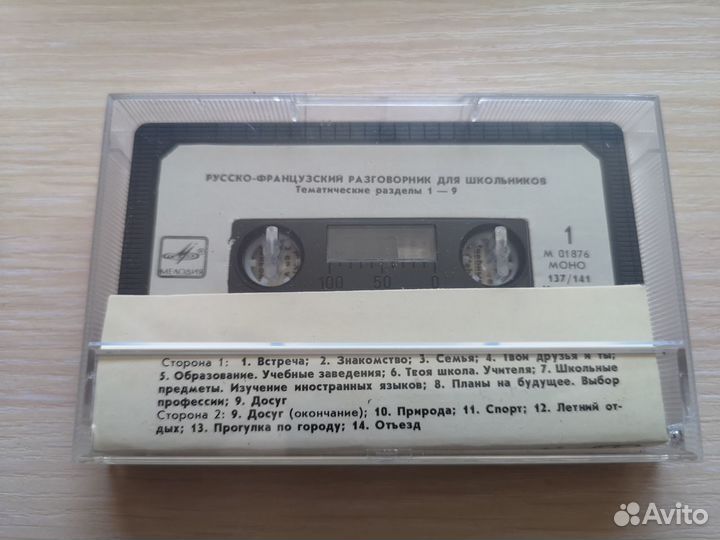 РУССКО-ФРАНЦУЗСКИЙ РАЗГОВОРНИК ДЛЯ ШКОЛЬНИКОВ
Тематические разделы 1 — 9
МЕЛОДИЯ
1
М 01876
МОНО
137/141
100 50 0
Сторона 1: 1. Встреча; 2. Знакомство; 3. Семья; 4. Твои друзья и ты;
5. Образование. Учебные заведения; 6. Твоя школа. Учителя; 7. Школьные
предметы. Изучение иностранных языков; 8. Планы на будущее. Выбор
профессии; 9. Досуг
Сторона 2: 9. Досуг (окончание); 10. Природа; 11. Спорт; 12. Летний от-
дых; 13. Прогулка по городу; 14. Отъезд
Avito